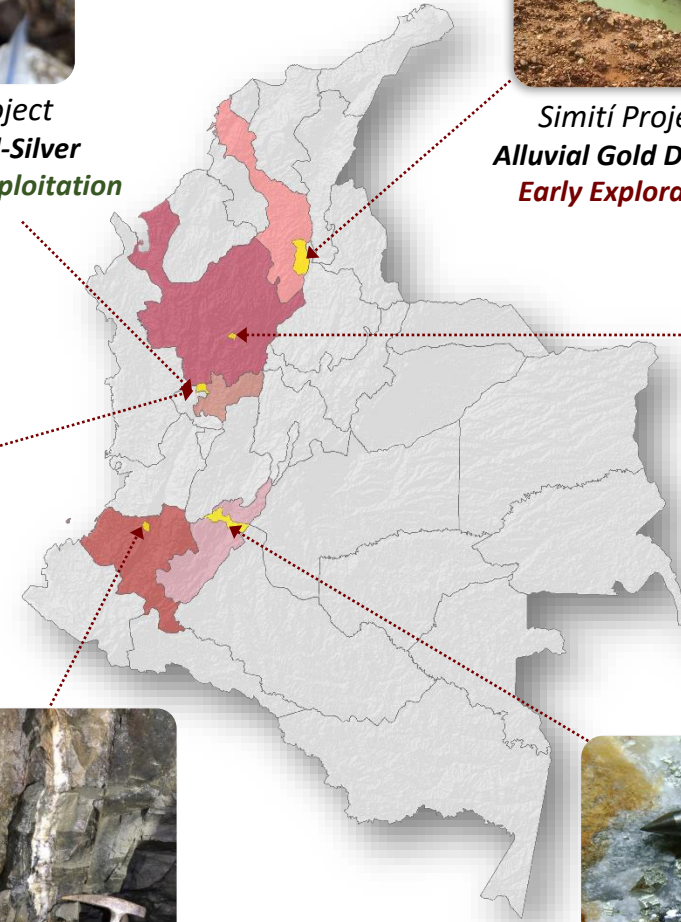 oject
l-Silver
ploitation
Simití Proje
Alluvial Gold D
Early Explora